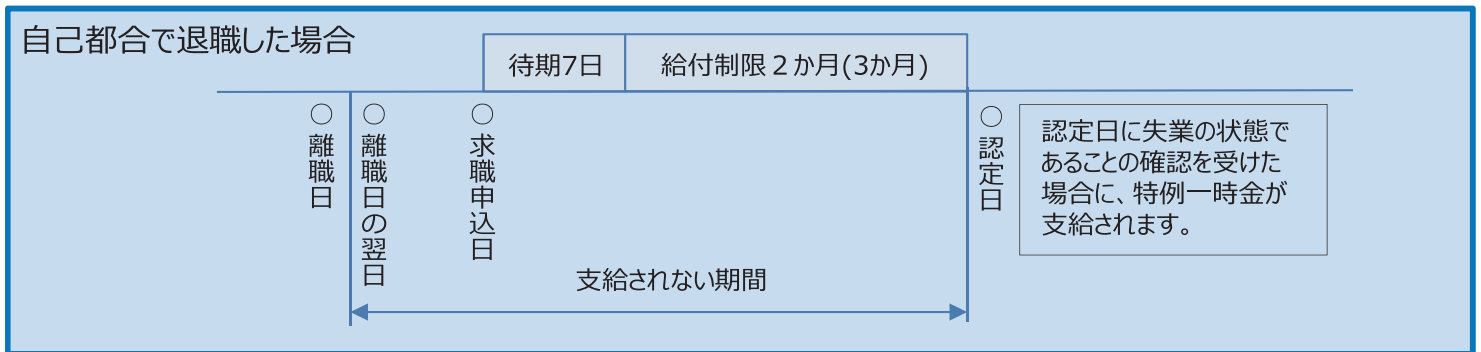 自己都合で退職した場合
待期7日
給付制限２か月(3か月)
○離職日
○離職日の翌日
○求職申込日
○認定日
認定日に失業の状態で
あることの確認を受けた
場合に、特例一時金が
支給されます。
支給されない期間